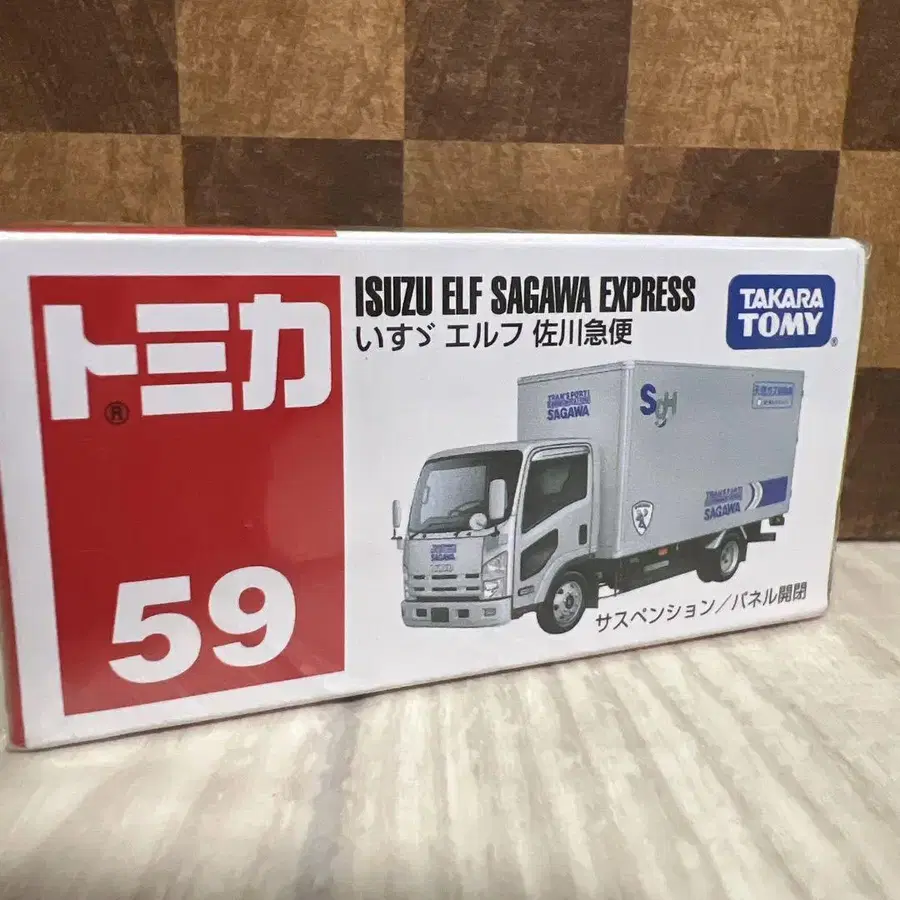 トミカ
®
59
ISUZU ELF SAGAWA EXPRESS
いすゞ エルフ 佐川急便
TAKARA
TOMY
®
SAGAWA
SgH
SAGAWA
サスペンション/パネル開閉